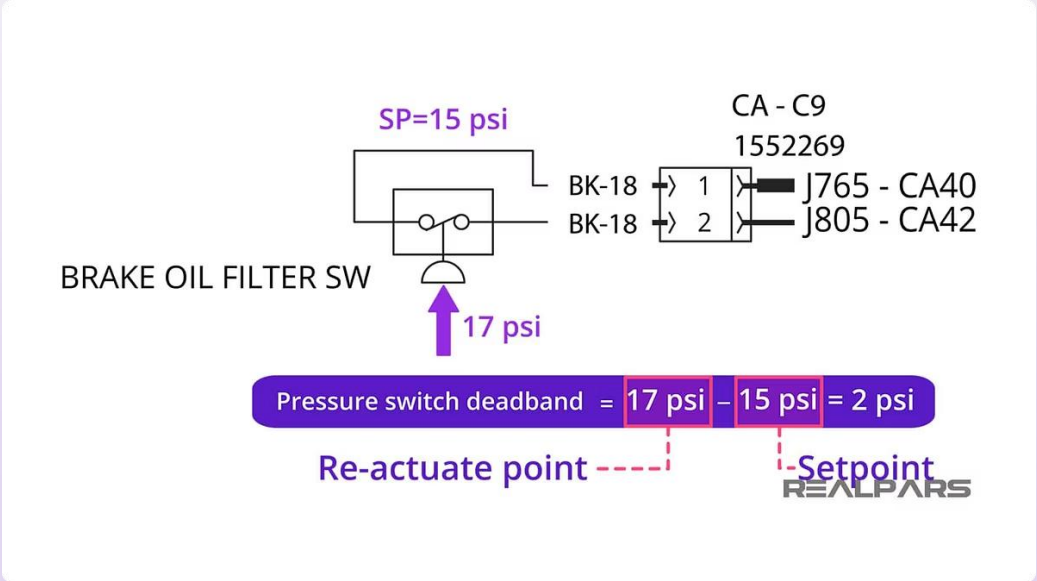 SP=15 psi
CA - C9
1552269
BK-18 1 J765 - CA40
BK-18 2 J805 - CA42
BRAKE OIL FILTER SW
17 psi
Pressure switch deadband = 17 psi – 15 psi = 2 psi
Re-actuate point Setpoint
REALPARS